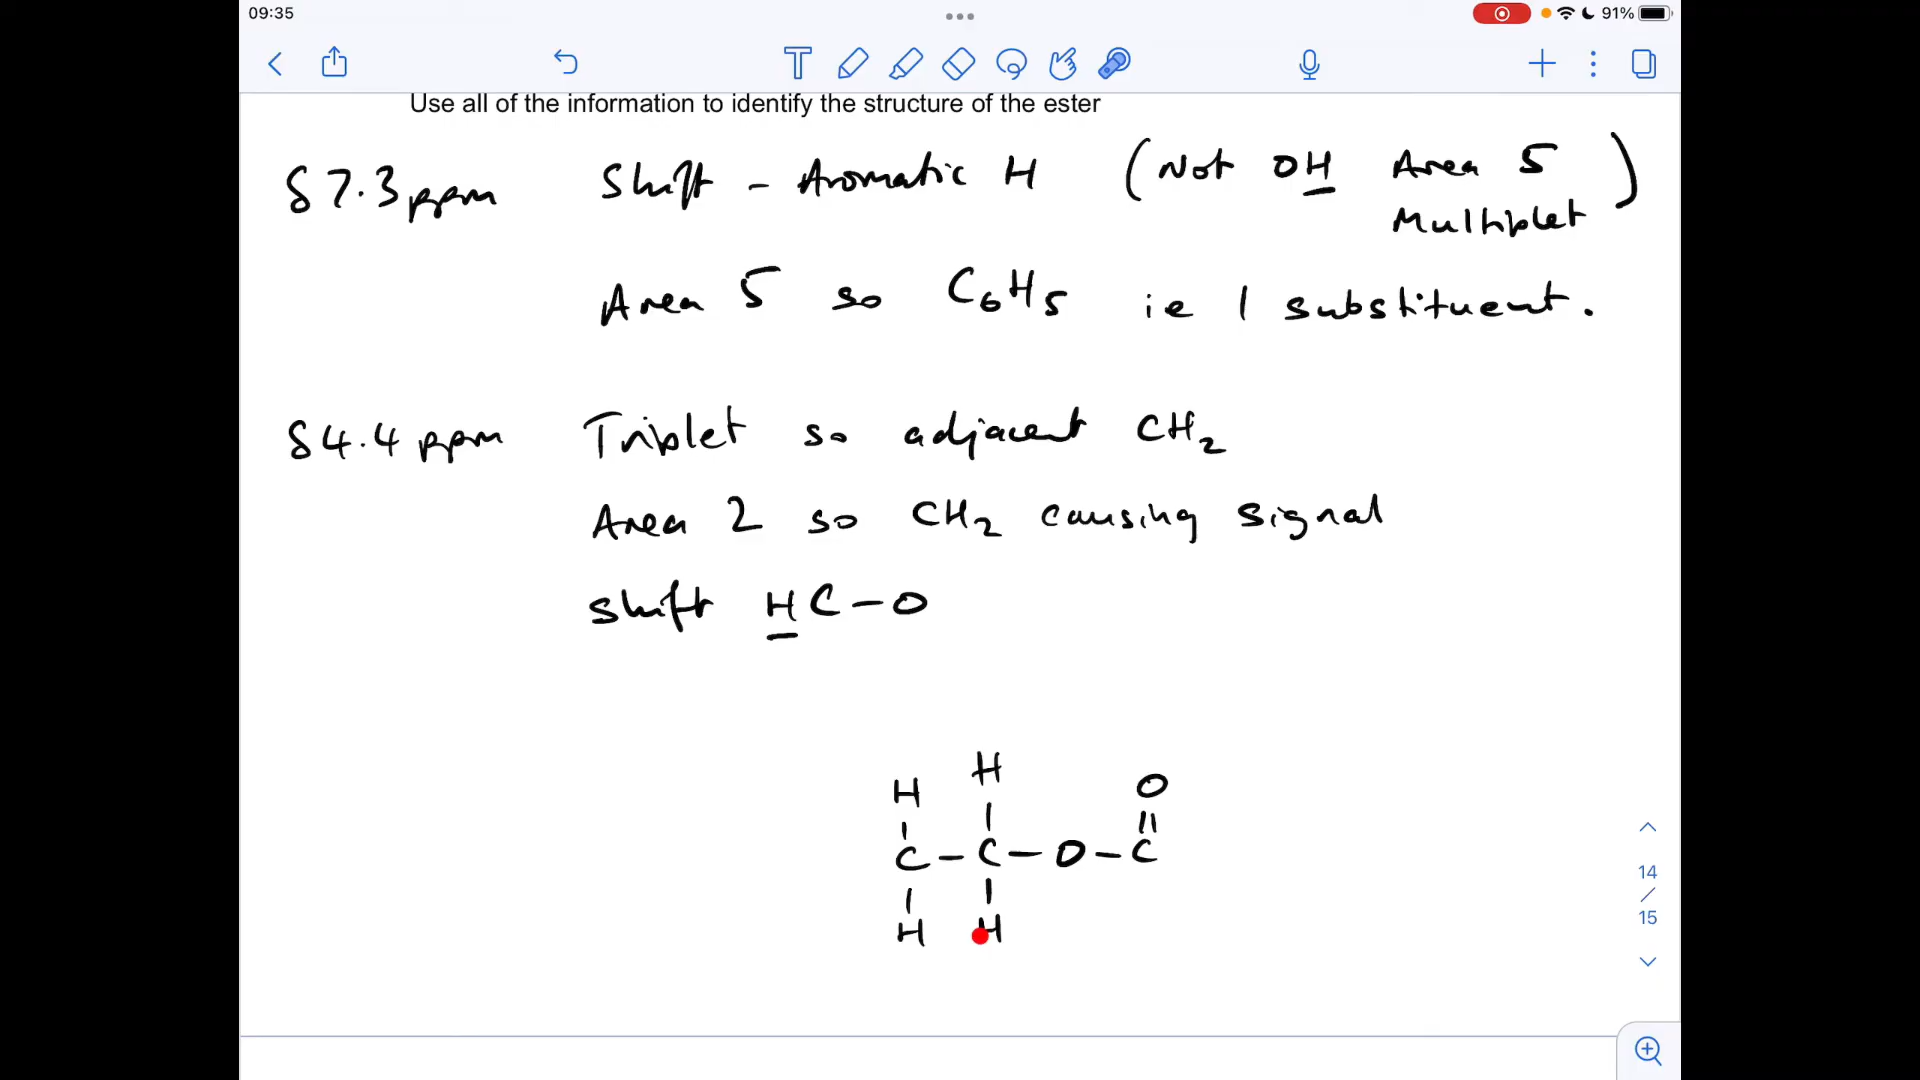 09:35
91%
Use all of the information to identify the structure of the ester
δ 7.3 ppm Shift - Aromatic H (Not OH Area 5
Multiplet)
Area 5 so C₆H₅ ie 1 substituent.
δ 4.4 ppm Triplet so adjacent CH₂
Area 2 so CH₂ causing signal
shift HC-O
H H O
C - C - O - C
H H
14
/
15